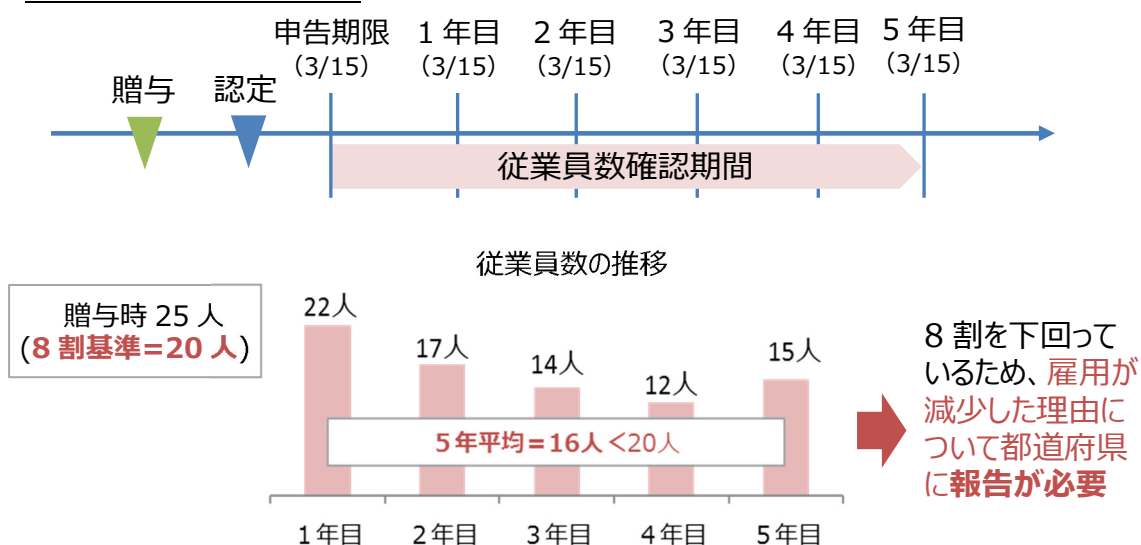 申告期限 1年目 2年目 3年目 4年目 5年目
(3/15) (3/15) (3/15) (3/15) (3/15) (3/15)
贈与 認定
従業員数確認期間
従業員数の推移
贈与時 25 人
(8 割基準=20 人)
22人
17人
14人
12人
15人
5年平均=16人<20人
1年目 2年目 3年目 4年目 5年目
8 割を下回って
いるため、雇用が
減少した理由に
ついて都道府県
に報告が必要